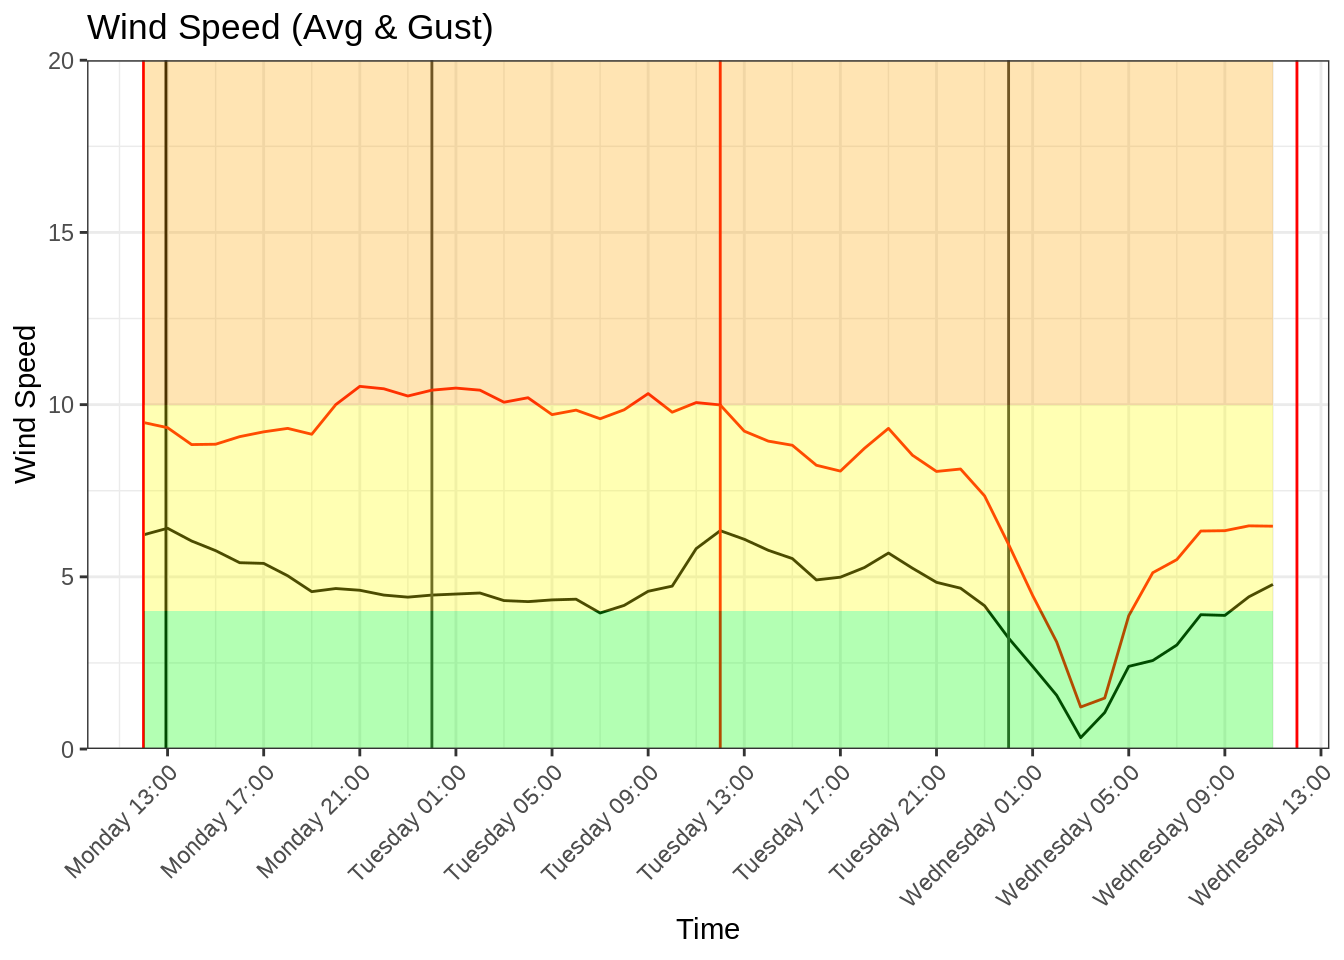 Wind Speed (Avg & Gust)
20
15
10
5
0
Wind Speed
Monday 13:00
Monday 17:00
Monday 21:00
Tuesday 01:00
Tuesday 05:00
Tuesday 09:00
Tuesday 13:00
Tuesday 17:00
Tuesday 21:00
Wednesday 01:00
Wednesday 05:00
Wednesday 09:00
Wednesday 13:00
Time